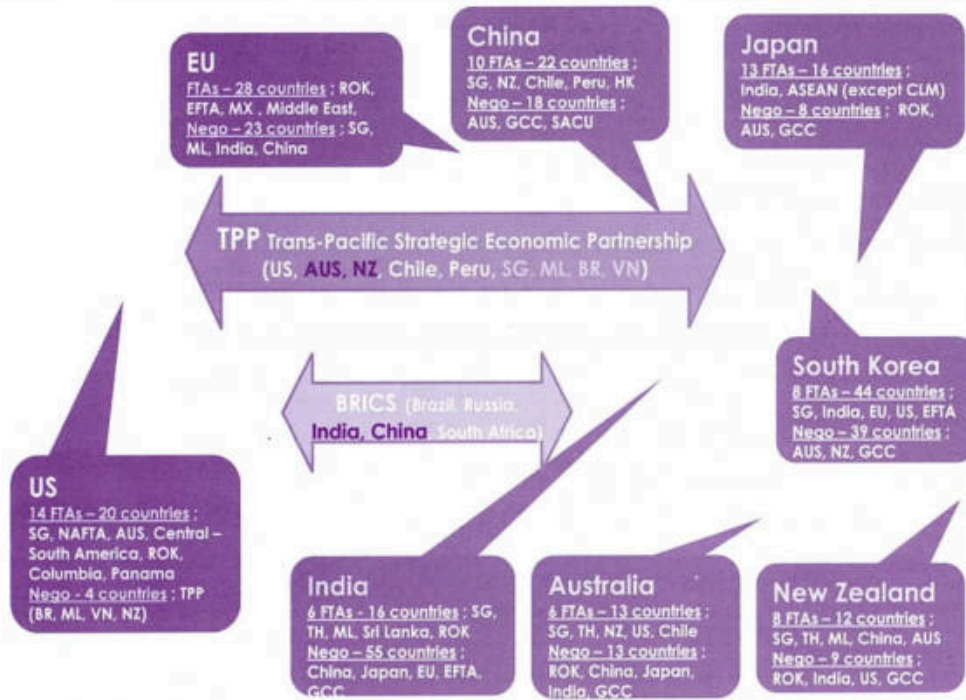 EU
FTAs – 28 countries ; ROK,
EFTA, MX , Middle East,
Nego – 23 countries ; SG,
ML, India, China
China
10 FTAs – 22 countries ;
SG, NZ, Chile, Peru, HK
Nego – 18 countries ;
AUS, GCC, SACU
Japan
13 FTAs – 16 countries ;
India, ASEAN (except CLM)
Nego – 8 countries ; ROK,
AUS, GCC
TPP Trans-Pacific Strategic Economic Partnership
(US, AUS, NZ, Chile, Peru, SG, ML, BR, VN)
BRICS (Brazil, Russia,
India, China, South Africa)
South Korea
8 FTAs – 44 countries ;
SG, India, EU, US, EFTA
Nego – 39 countries ;
AUS, NZ, GCC
US
14 FTAs – 20 countries ;
SG, NAFTA, AUS, Central –
South America, ROK,
Columbia, Panama
Nego - 4 countries ; TPP
(BR, ML, VN, NZ)
India
6 FTAs - 16 countries ; SG,
TH, ML, Sri Lanka, ROK
Nego – 55 countries ;
China, Japan, EU, EFTA,
GCC
Australia
6 FTAs – 13 countries ;
SG, TH, NZ, US, Chile
Nego – 13 countries ;
ROK, China, Japan,
India, GCC
New Zealand
8 FTAs – 12 countries ;
SG, TH, ML, China, AUS
Nego – 9 countries ;
ROK, India, US, GCC